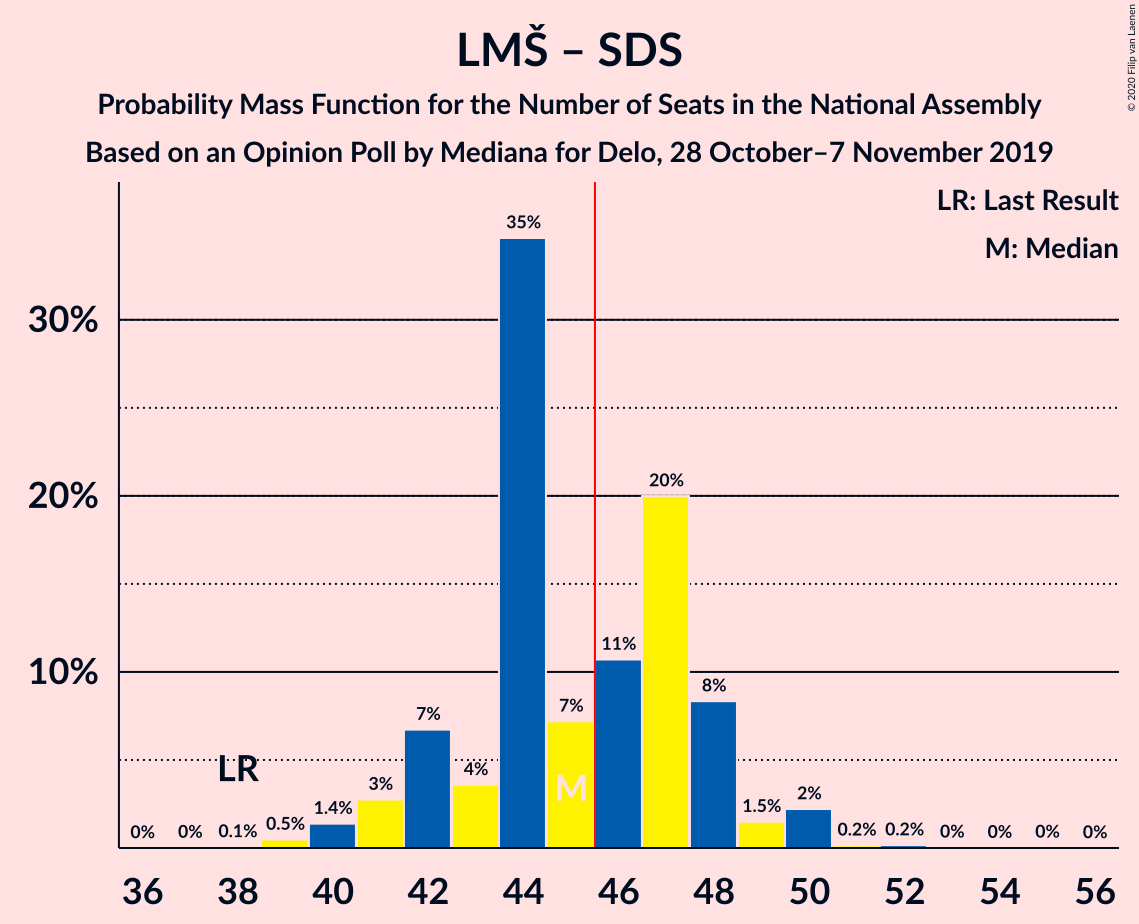 LMŠ – SDS
Probability Mass Function for the Number of Seats in the National Assembly
Based on an Opinion Poll by Mediana for Delo, 28 October–7 November 2019
© 2020 Filip van Laenen
LR: Last Result
M: Median
30%
20%
10%
0%
0%
0.1%
0.5%
1.4%
3%
7%
4%
35%
7%
11%
20%
8%
1.5%
2%
0.2%
0.2%
0%
0%
0%
0%
LR
M
36 38 40 42 44 46 48 50 52 54 56